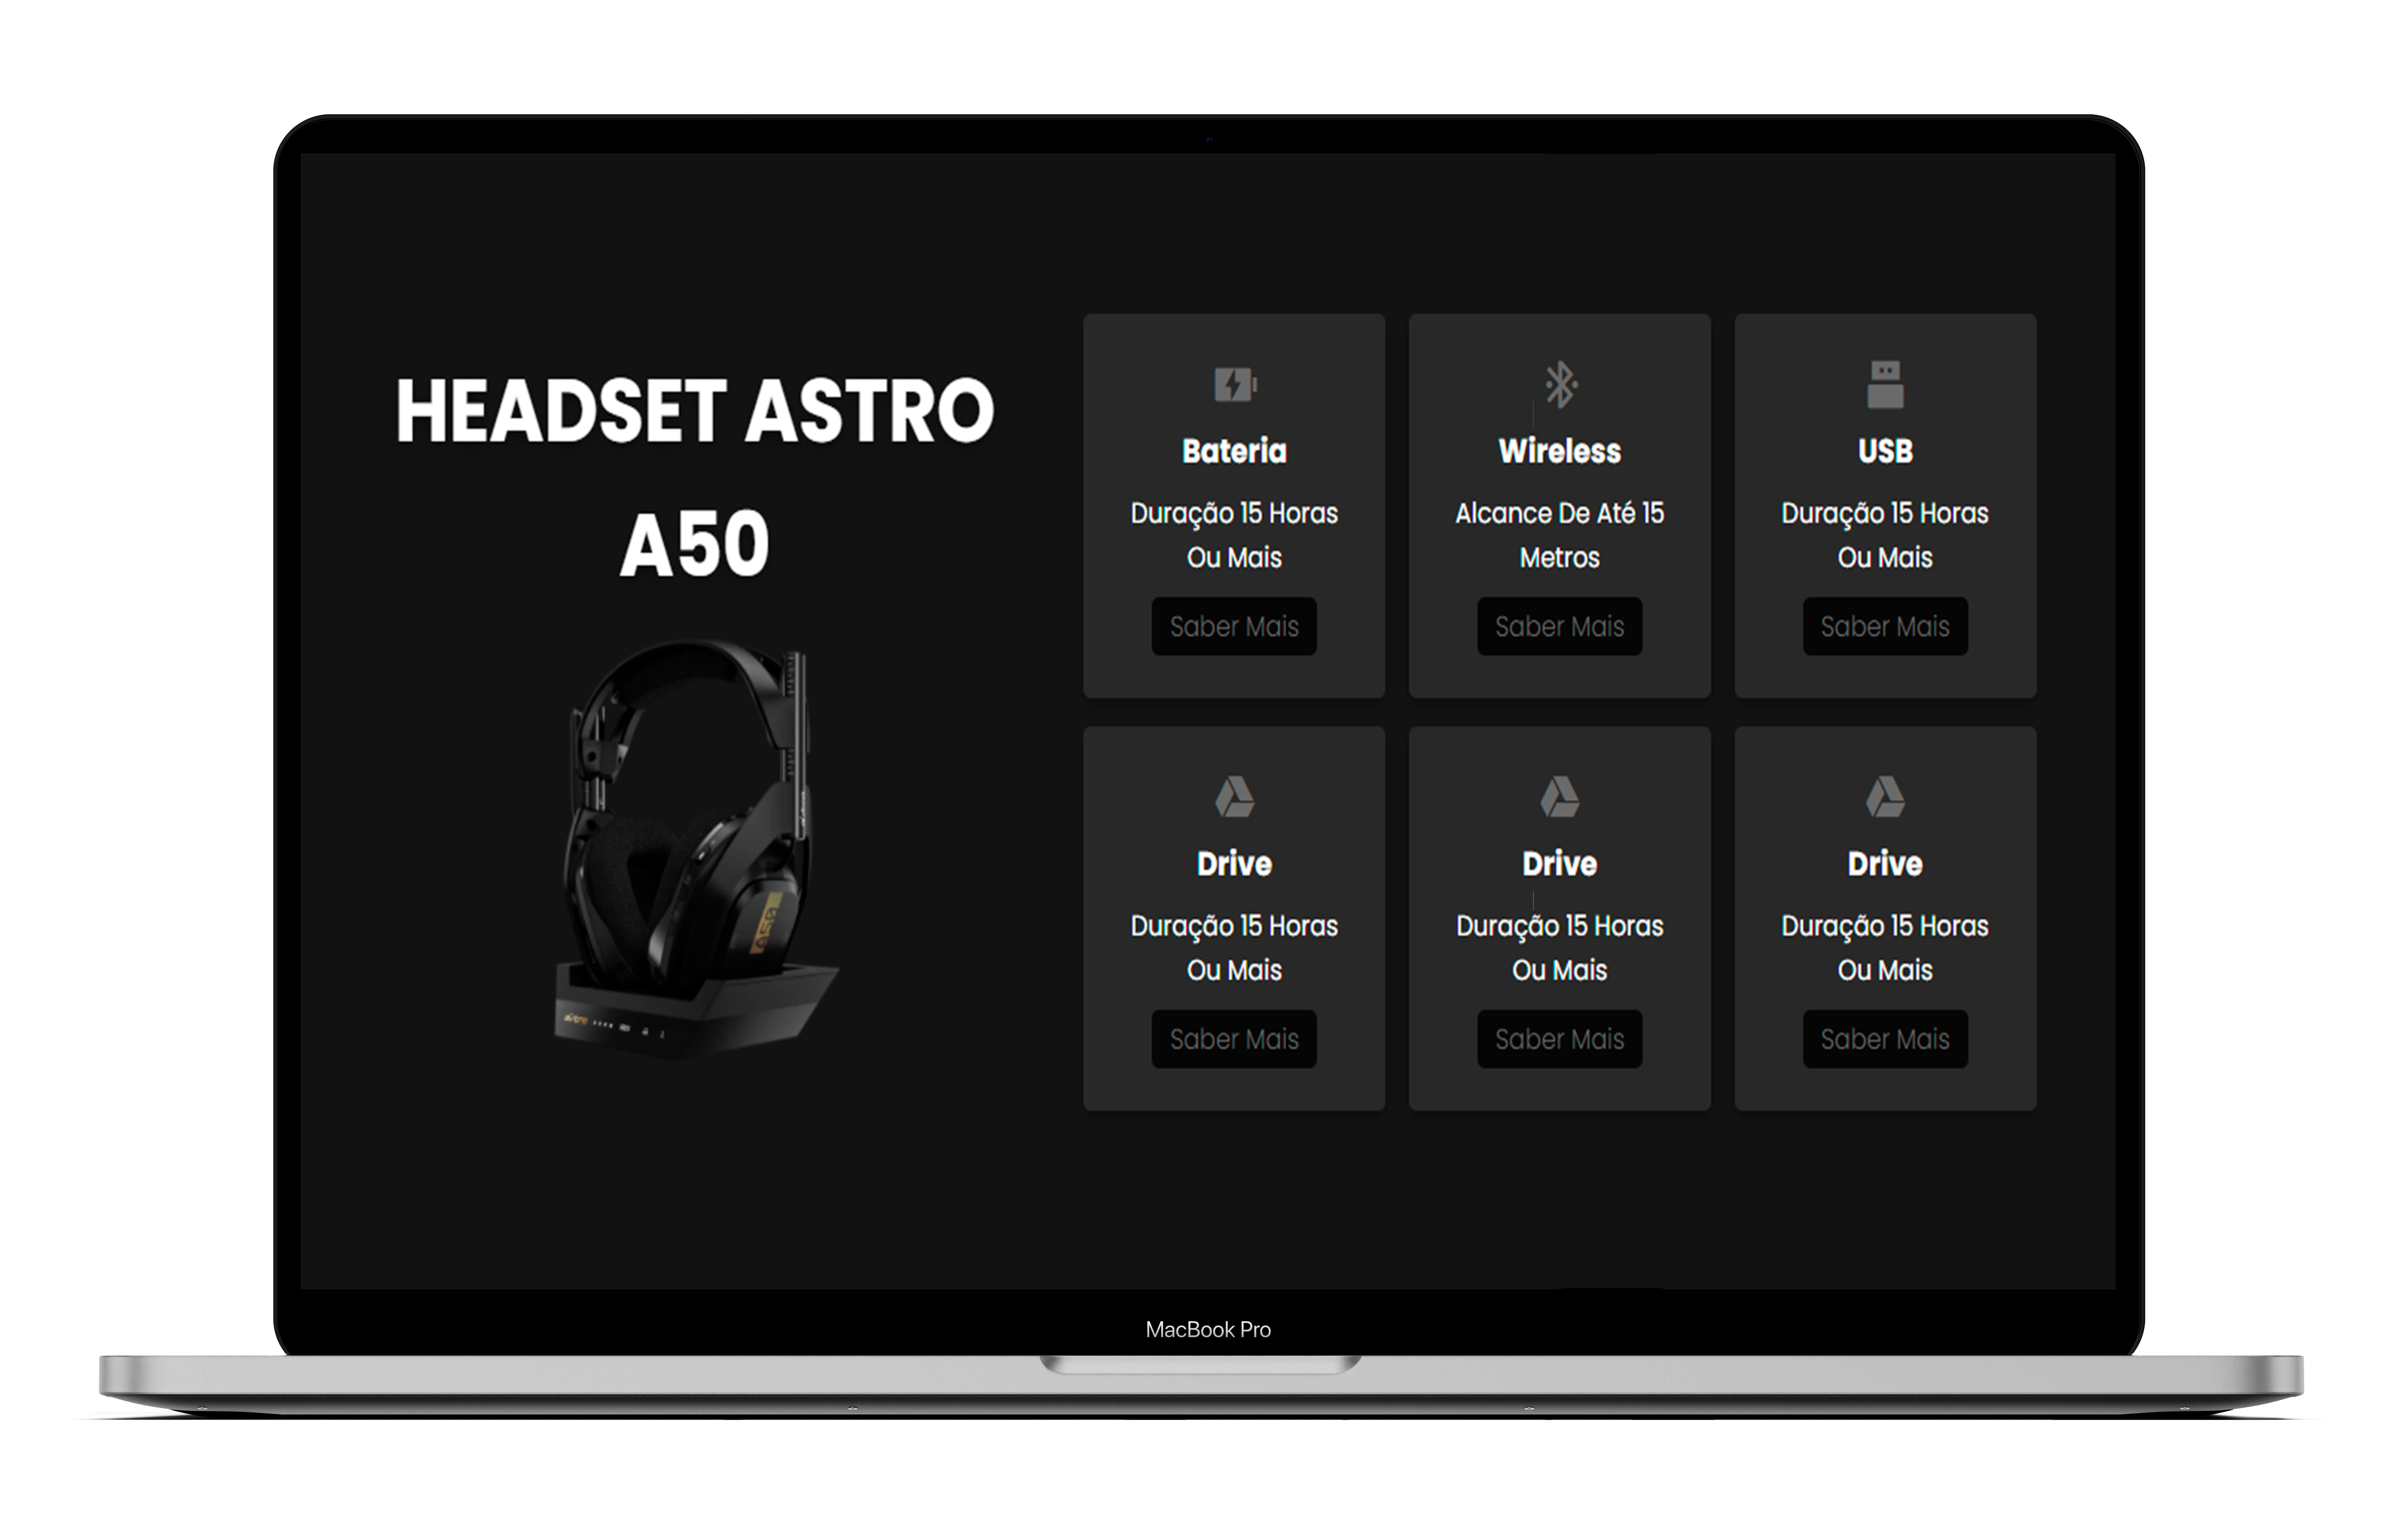 HEADSET ASTRO
A50
A50
astro
Bateria
Duração 15 Horas
Ou Mais
Saber Mais
Wireless
Alcance De Até 15
Metros
Saber Mais
USB
Duração 15 Horas
Ou Mais
Saber Mais
Drive
Duração 15 Horas
Ou Mais
Saber Mais
Drive
Duração 15 Horas
Ou Mais
Saber Mais
Drive
Duração 15 Horas
Ou Mais
Saber Mais
MacBook Pro